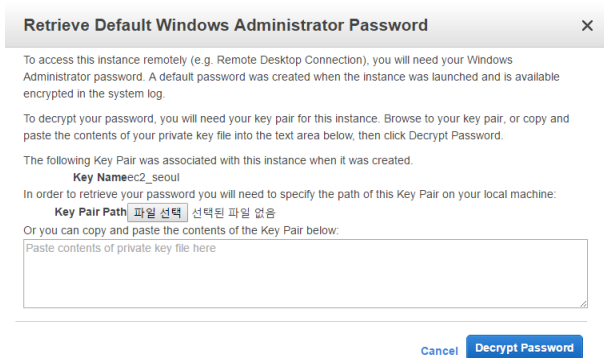 Retrieve Default Windows Administrator Password ×
To access this instance remotely (e.g. Remote Desktop Connection), you will need your Windows
Administrator password. A default password was created when the instance was launched and is available
encrypted in the system log.
To decrypt your password, you will need your key pair for this instance. Browse to your key pair, or copy and
paste the contents of your private key file into the text area below, then click Decrypt Password.
The following Key Pair was associated with this instance when it was created.
Key Nameec2_seoul
In order to retrieve your password you will need to specify the path of this Key Pair on your local machine:
Key Pair Path 파일 선택 선택된 파일 없음
Or you can copy and paste the contents of the Key Pair below:
Paste contents of private key file here
Cancel Decrypt Password